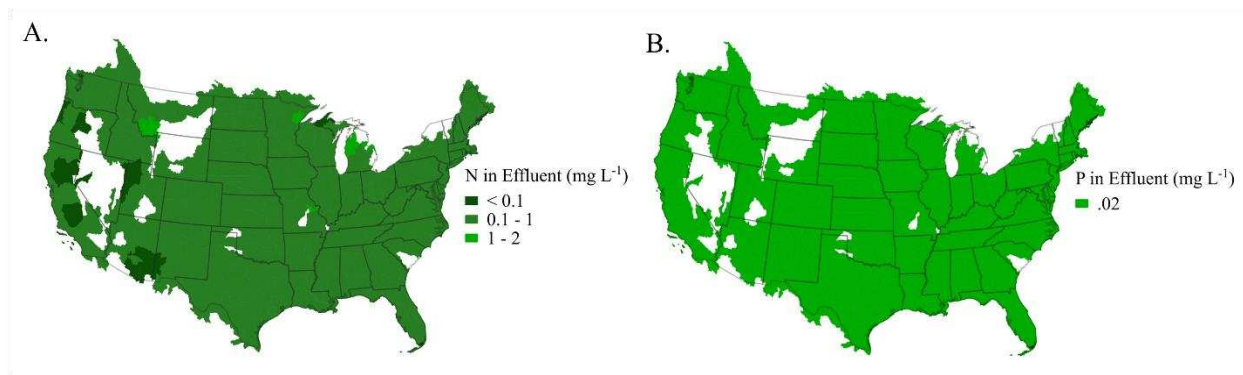 A.
N in Effluent (mg L-1)
< 0.1
0.1 - 1
1 - 2
B.
P in Effluent (mg L-1)
.02